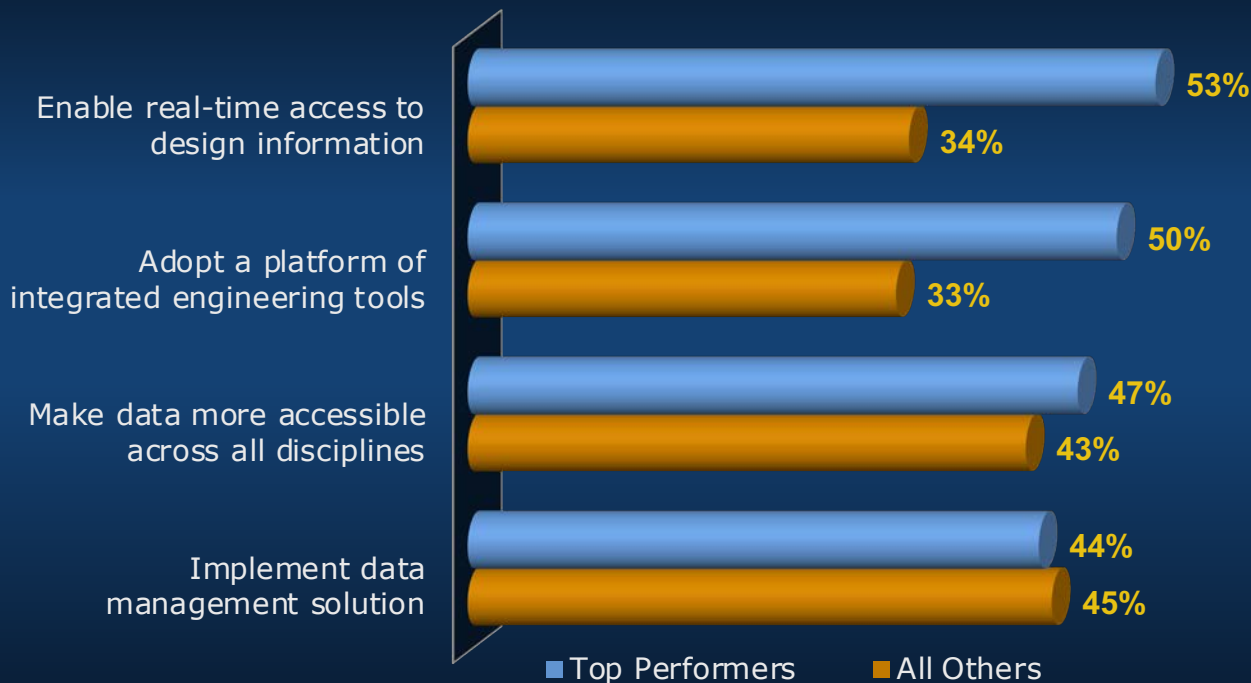 Enable real-time access to
design information
53%
34%
Adopt a platform of
integrated engineering tools
50%
33%
Make data more accessible
across all disciplines
47%
43%
Implement data
management solution
44%
45%
Top Performers
All Others